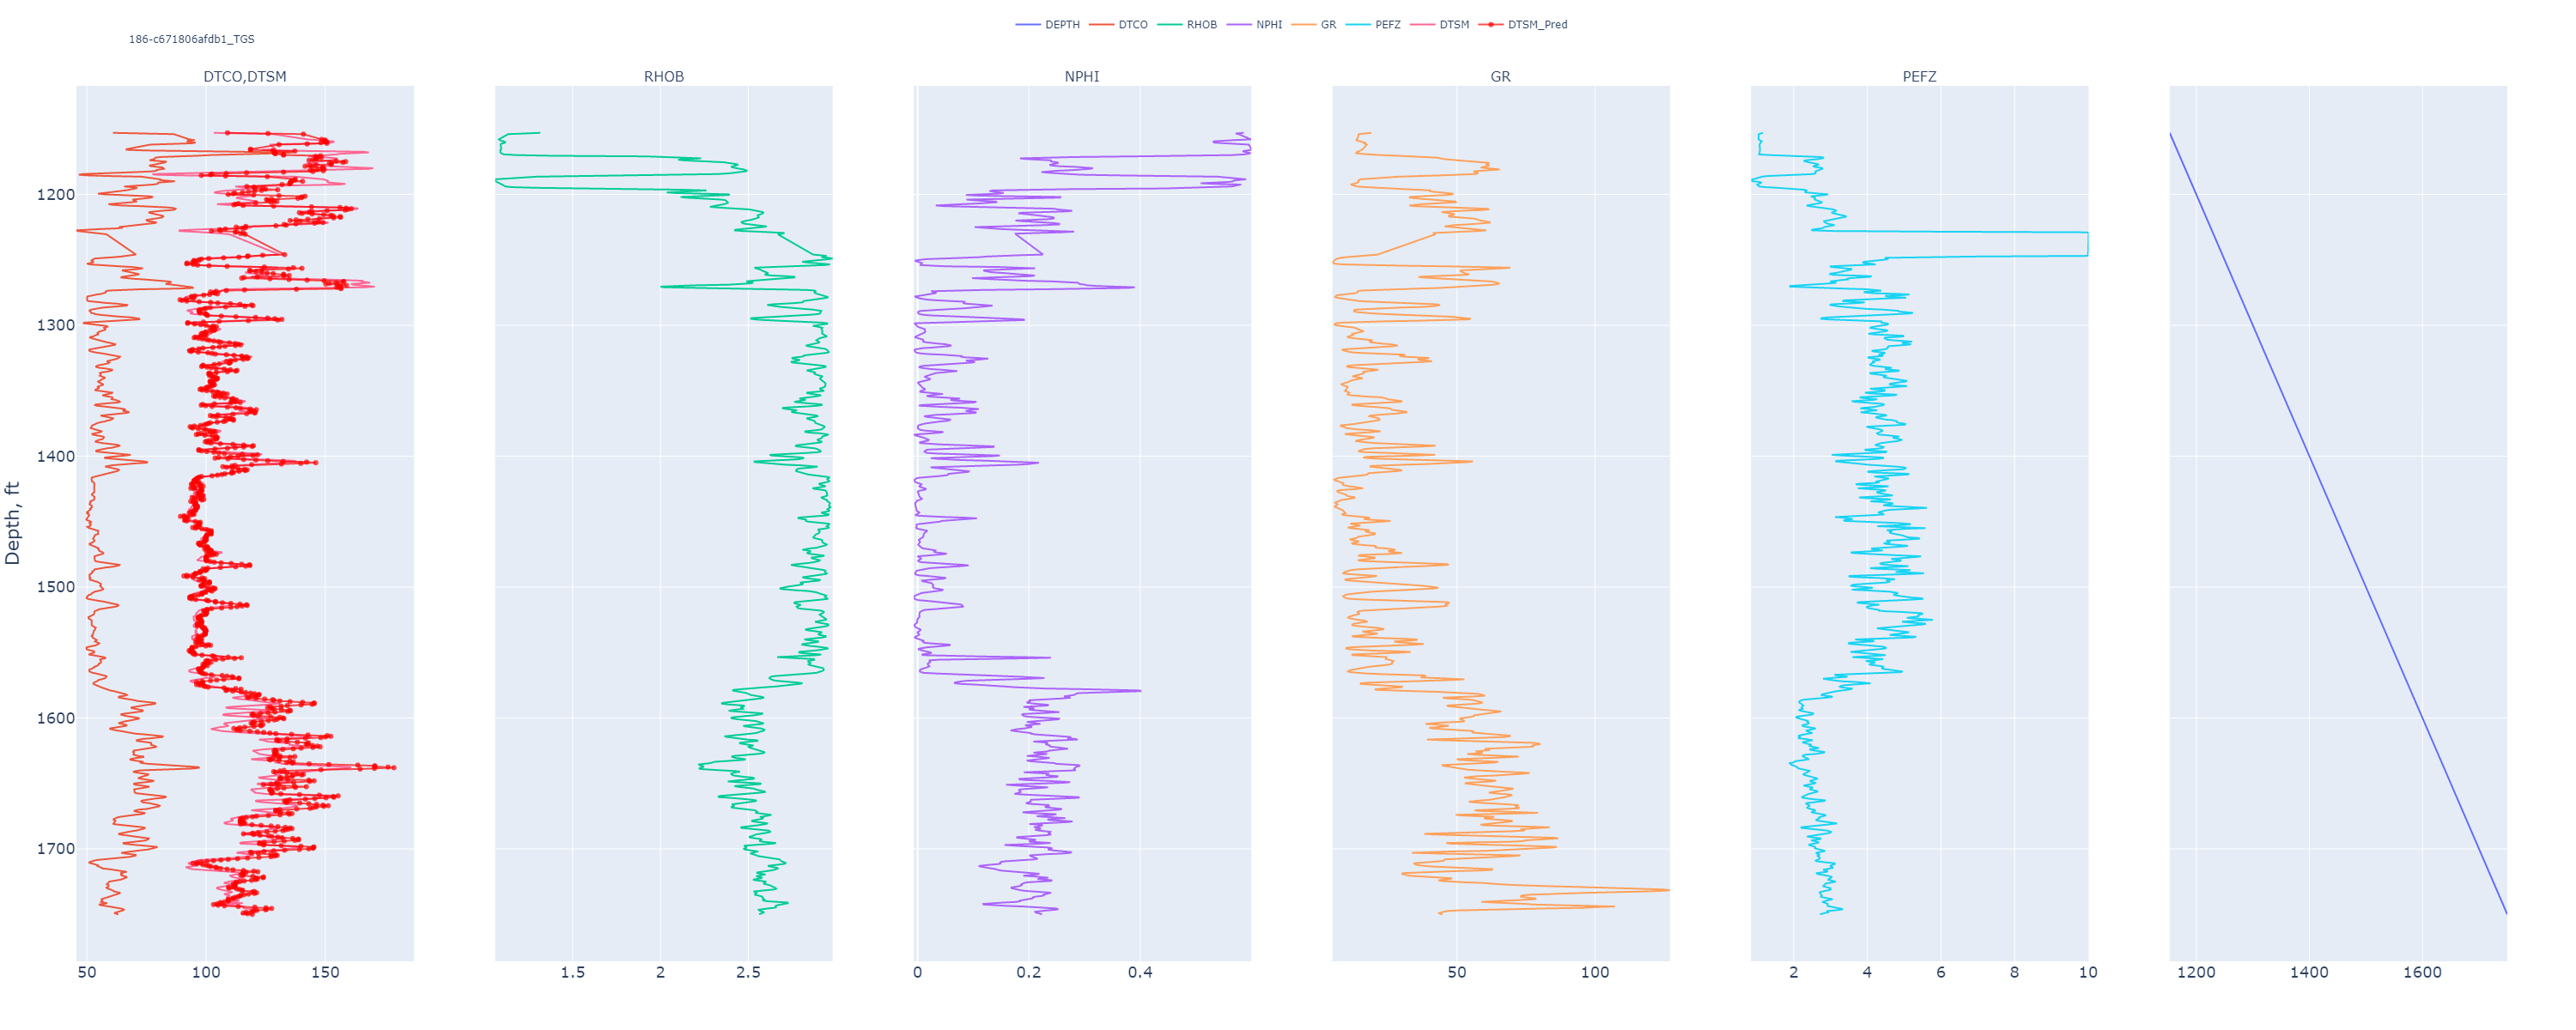 DEPTH DTCO RHOB NPHI GR PEFZ DTSM DTSM_Pred
186-c671806afdb1_TGS
DTCO,DTSM RHOB NPHI GR PEFZ
1200
1300
1400
Depth, ft
1500
1600
1700
50 100 150 1.5 2 2.5 0 0.2 0.4 50 100 2 4 6 8 10 1200 1400 1600